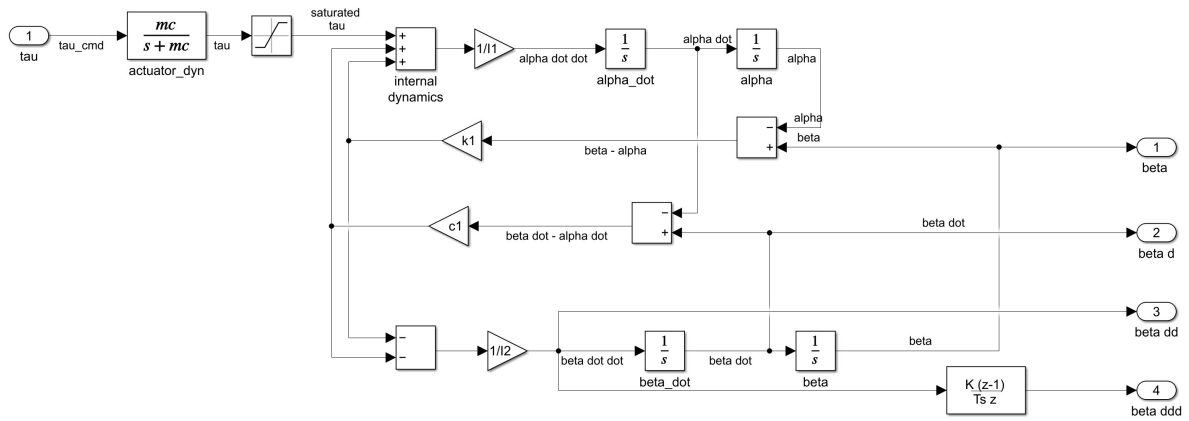 1
tau
tau_cmd
mc
s + mc
actuator_dyn
tau
saturated
tau
+
+
+
internal
dynamics
1/I1
alpha dot dot
1
s
alpha_dot
alpha dot
1
s
alpha
alpha
alpha
−
+
beta
beta - alpha
k1
1
beta
−
+
beta dot - alpha dot
c1
beta dot
2
beta d
−
−
1/I2
beta dot dot
1
s
beta_dot
beta dot
1
s
beta
beta
3
beta dd
K (z-1)
Ts z
4
beta ddd